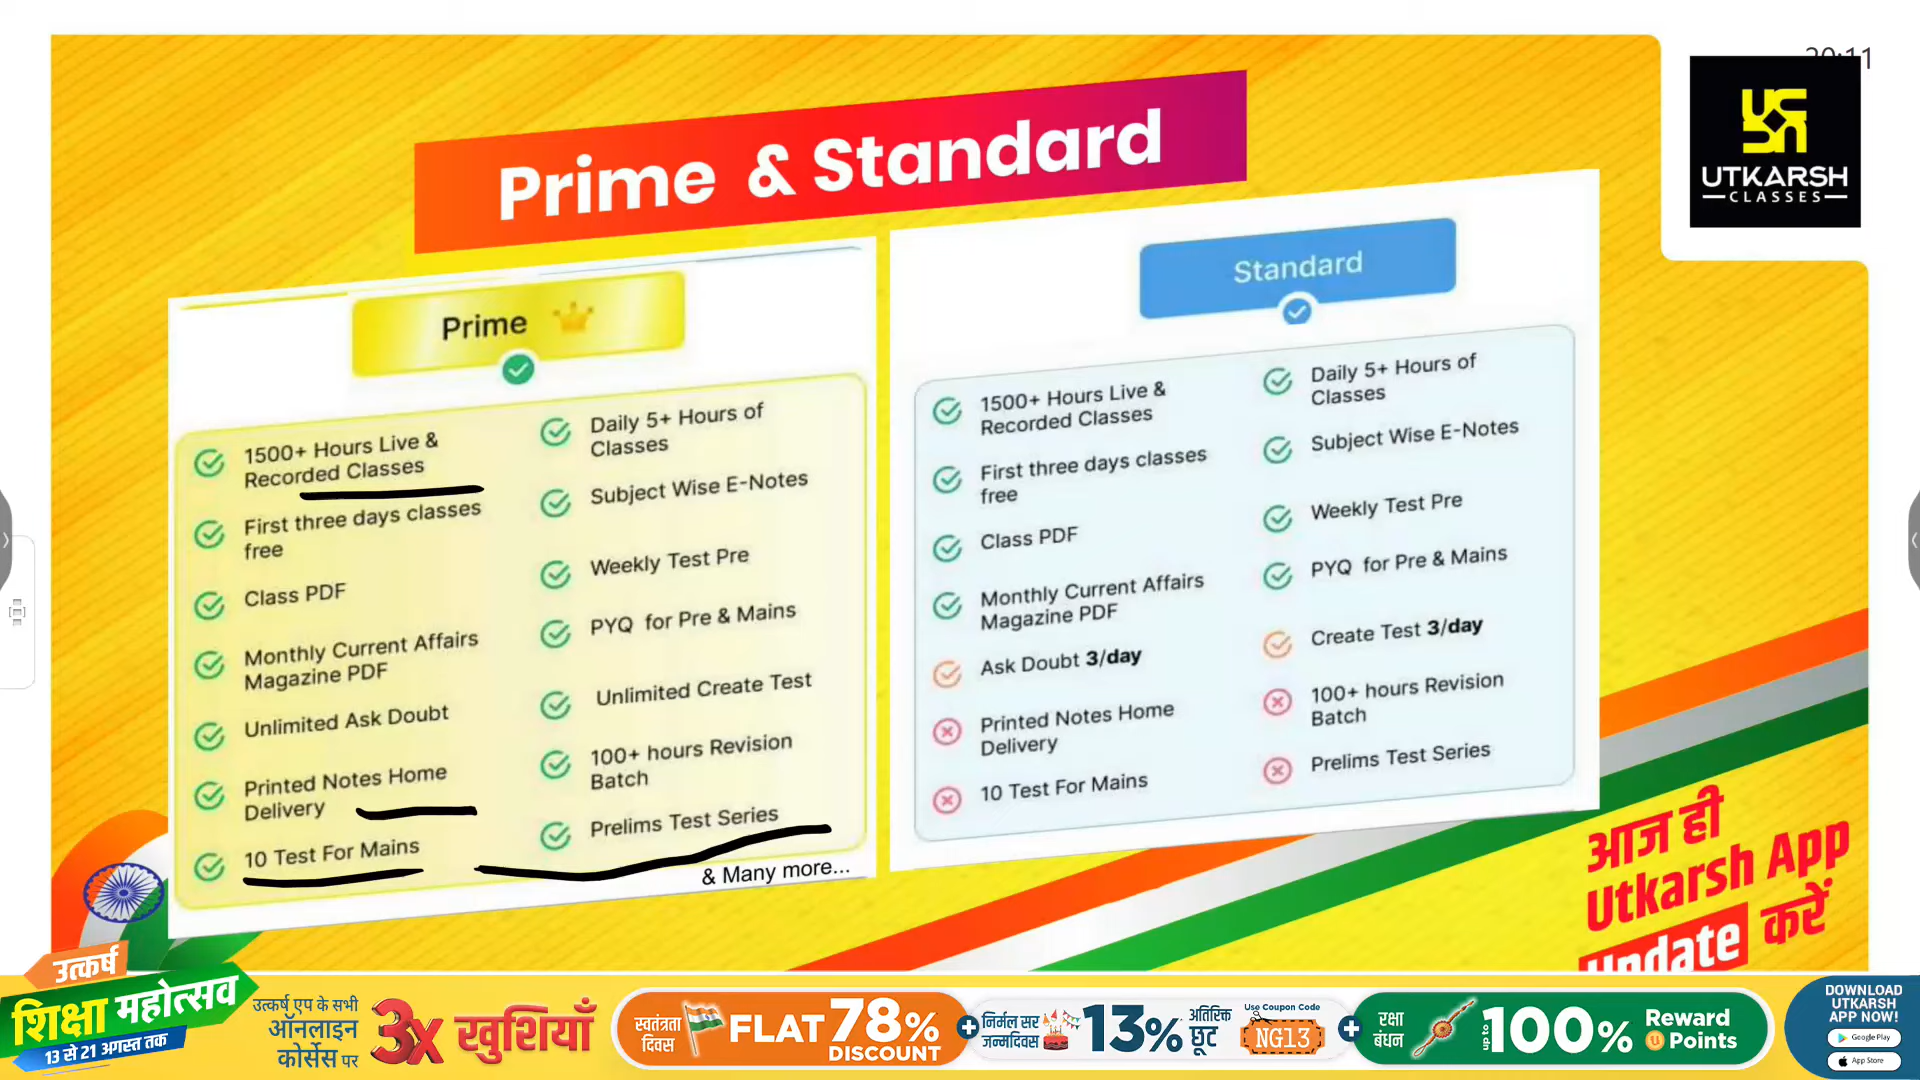 20:11
UTKARSH
CLASSES
Prime & Standard
Prime
1500+ Hours Live &
Recorded Classes
First three days classes
free
Class PDF
Monthly Current Affairs
Magazine PDF
Unlimited Ask Doubt
Printed Notes Home
Delivery
10 Test For Mains
Daily 5+ Hours of
Classes
Subject Wise E-Notes
Weekly Test Pre
PYQ for Pre & Mains
Unlimited Create Test
100+ hours Revision
Batch
Prelims Test Series
& Many more...
Standard
1500+ Hours Live &
Recorded Classes
First three days classes
free
Class PDF
Monthly Current Affairs
Magazine PDF
Ask Doubt 3/day
Printed Notes Home
Delivery
10 Test For Mains
Daily 5+ Hours of
Classes
Subject Wise E-Notes
Weekly Test Pre
PYQ for Pre & Mains
Create Test 3/day
100+ hours Revision
Batch
Prelims Test Series
आज ही
Utkarsh App
Update करें
उत्कर्ष
शिक्षा महोत्सव
13 से 21 अगस्त तक
उत्कर्ष एप के सभी
ऑनलाइन
कोर्सेस पर
3x खुशियाँ
स्वतंत्रता
दिवस
FLAT 78%
DISCOUNT
+
निर्मल सर
जन्मदिवस
13%
अतिरिक्त
छूट
Use Coupon Code
NG13
+
रक्षा
बंधन
up to
100%
Reward
Points
DOWNLOAD
UTKARSH
APP NOW!
Google Play
App Store